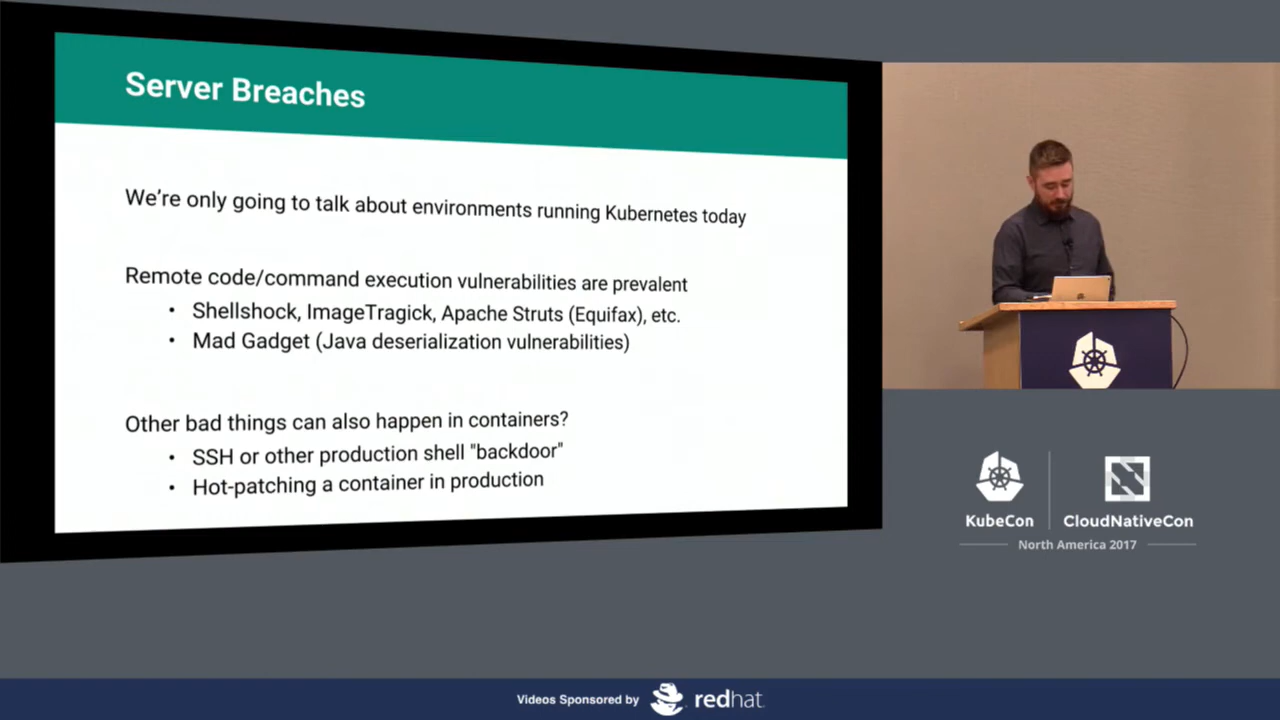 Server Breaches
We're only going to talk about environments running Kubernetes today
Remote code/command execution vulnerabilities are prevalent
• Shellshock, ImageTragick, Apache Struts (Equifax), etc.
• Mad Gadget (Java deserialization vulnerabilities)
Other bad things can also happen in containers?
• SSH or other production shell "backdoor"
• Hot-patching a container in production
KubeCon
CloudNativeCon
North America 2017
Videos Sponsored by
redhat.